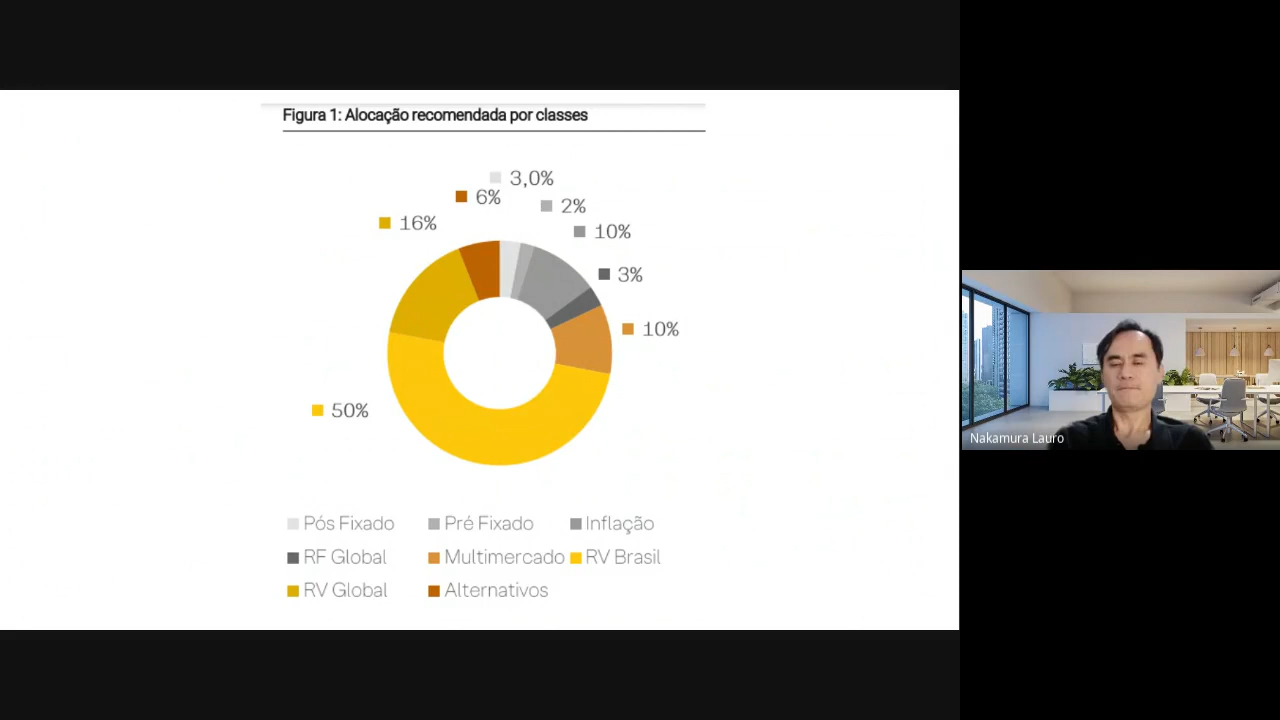 Figura 1: Alocação recomendada por classes
3,0%
6%
2%
16%
10%
3%
10%
50%
Pós Fixado Pré Fixado Inflação
RF Global Multimercado RV Brasil
RV Global Alternativos
Nakamura Lauro